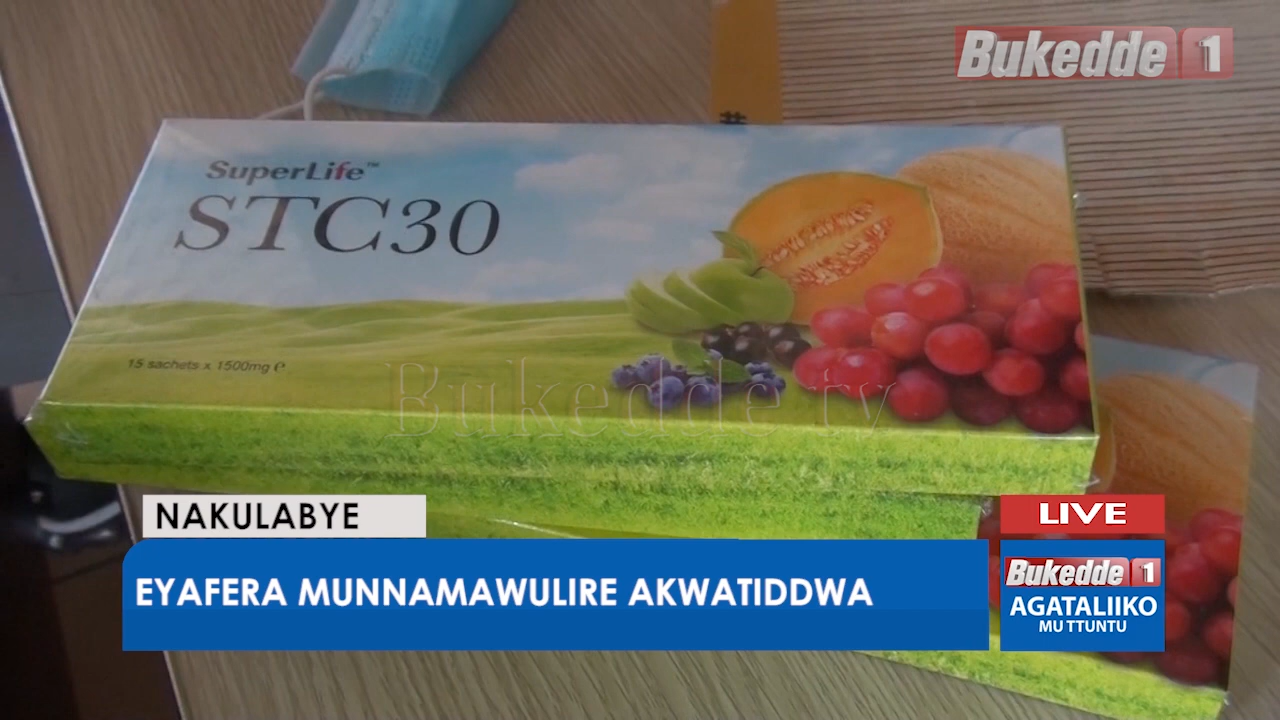 Bukedde 1
SuperLife™
STC30
15 sachets x 1500mg ℮
Bukedde tv
NAKULABYE
LIVE
EYAFERA MUNNAMAWULIRE AKWATIDDWA
Bukedde 1
AGATALIIKO
MU TTUNTU